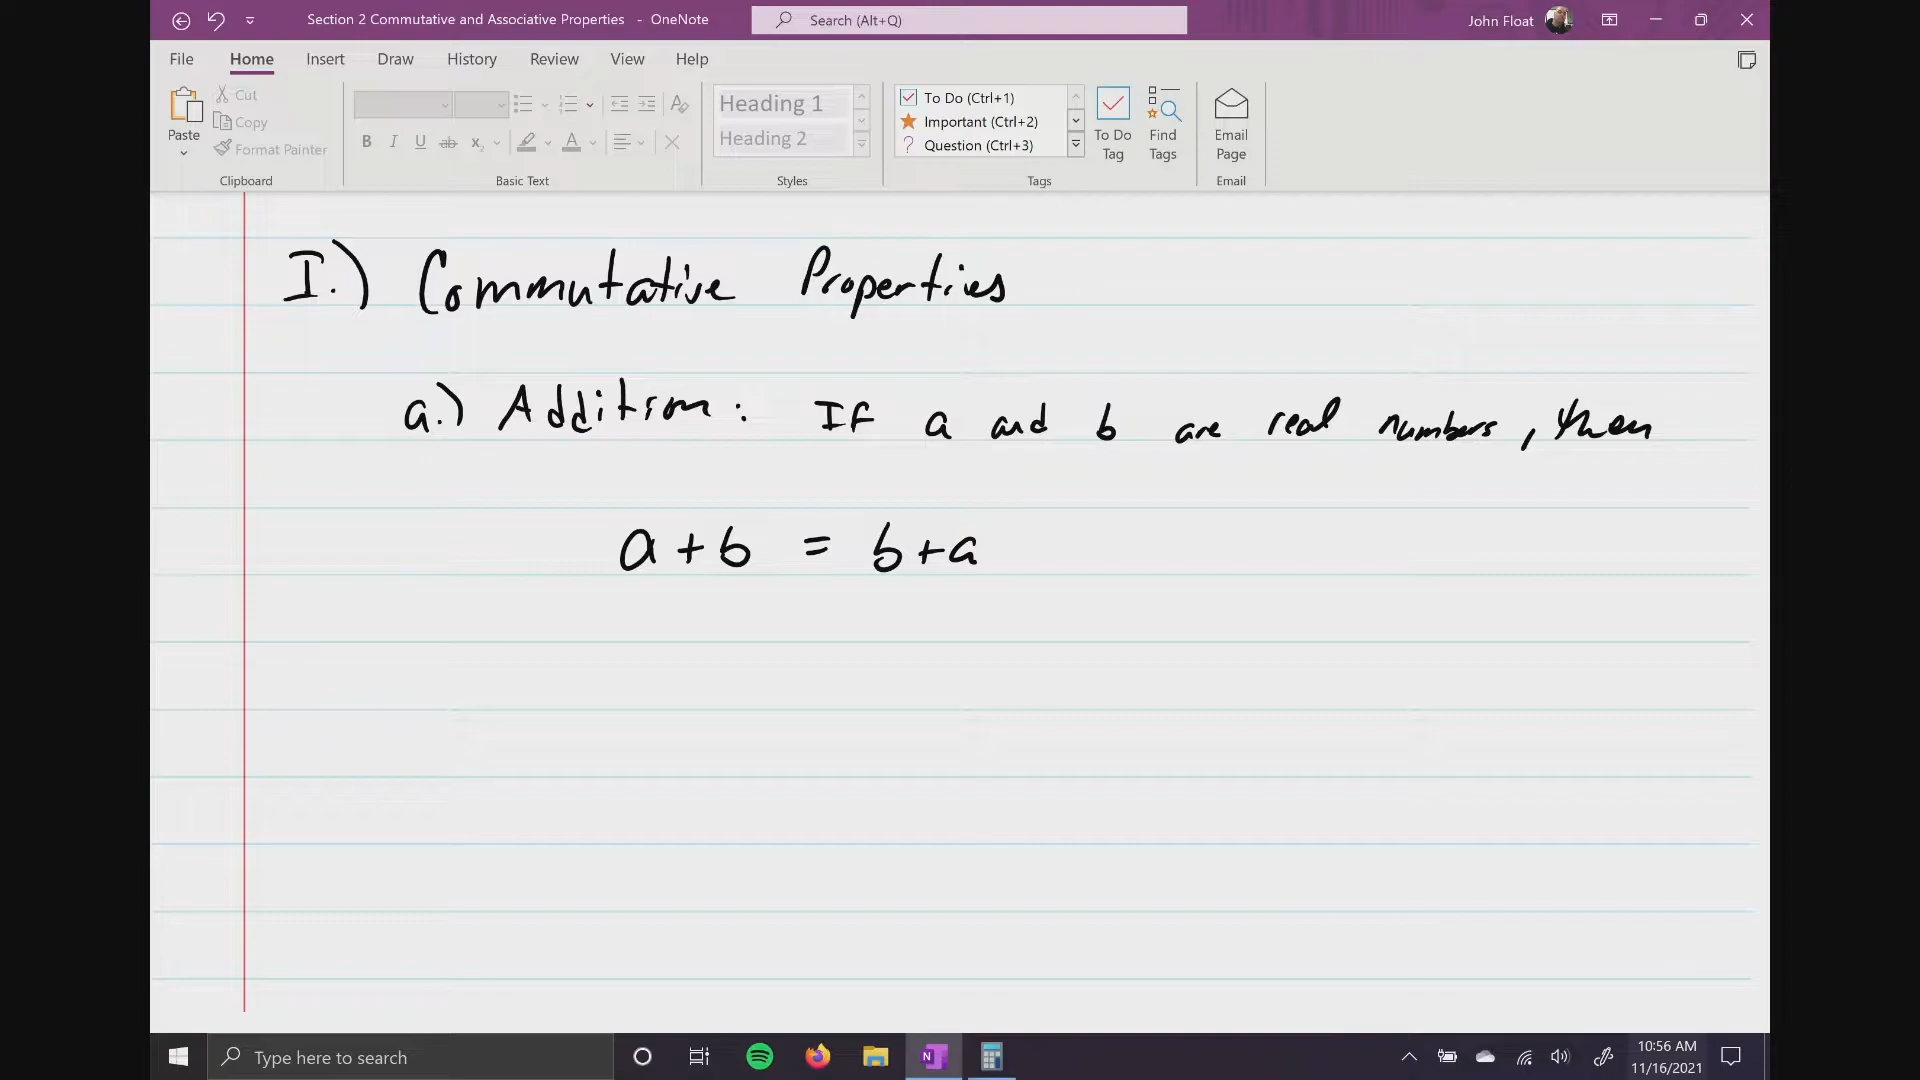 Section 2 Commutative and Associative Properties - OneNote
Search (Alt+Q)
John Float
File Home Insert Draw History Review View Help
Paste
Cut
Copy
Format Painter
Clipboard
B I U ab x
A
Basic Text
Heading 1
Heading 2
Styles
To Do (Ctrl+1)
Important (Ctrl+2)
? Question (Ctrl+3)
Tags
To Do
Tag
Find
Tags
Email
Page
Email
I.) Commutative Properties
a.) Addition: If a and b are real numbers, then
a + b = b + a
Type here to search
N
10:56 AM
11/16/2021